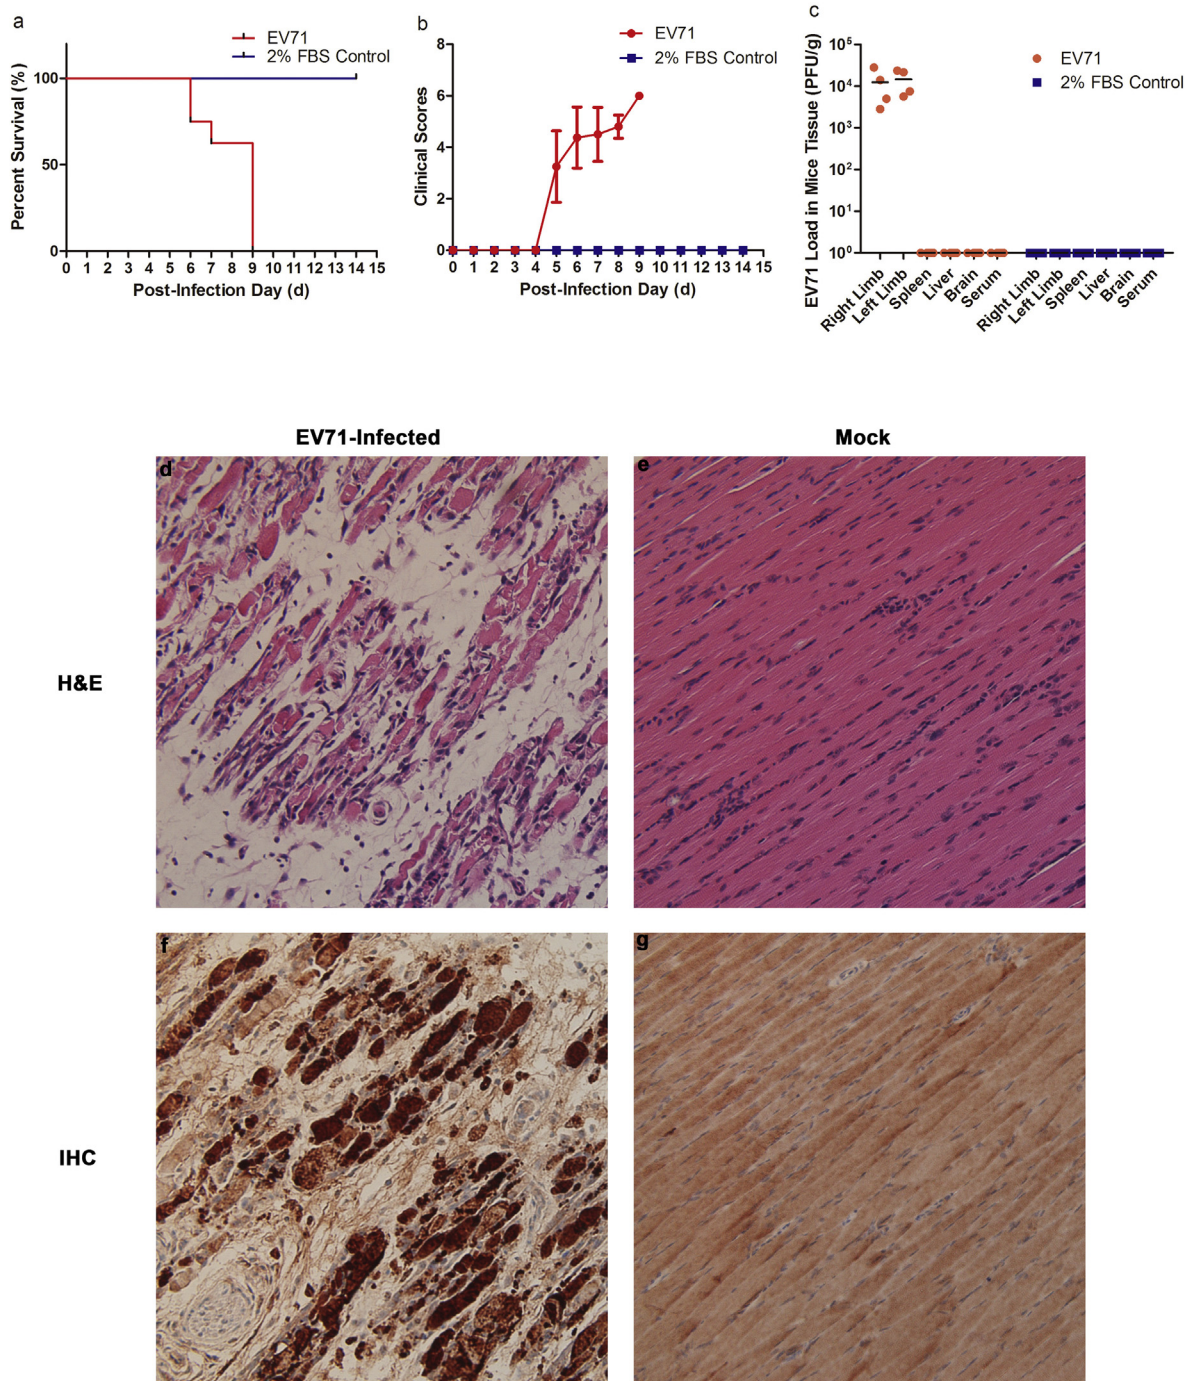 a
EV71
2% FBS Control
Percent Survival (%)
100
50
0
0 1 2 3 4 5 6 7 8 9 10 11 12 13 14 15
Post-Infection Day (d)
b
EV71
2% FBS Control
Clinical Scores
8
6
4
2
0
0 1 2 3 4 5 6 7 8 9 10 11 12 13 14 15
Post-Infection Day (d)
c
EV71
2% FBS Control
EV71 Load in Mice Tissue (PFU/g)
10⁵
10⁴
10³
10²
10¹
10⁰
Right Limb
Left Limb
Spleen
Liver
Brain
Serum
Right Limb
Left Limb
Spleen
Liver
Brain
Serum
EV71-Infected
Mock
d
e
H&E
f
g
IHC